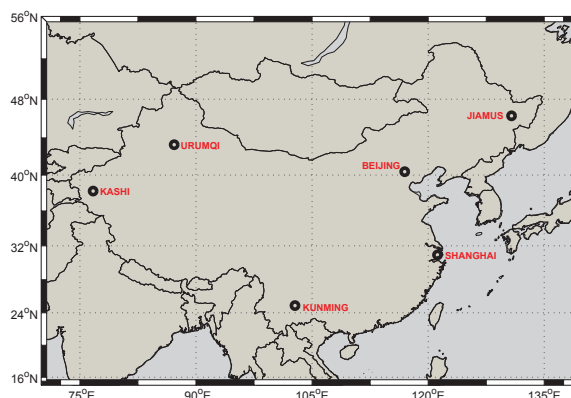 56°N
48°N
JIAMUS
URUMQI
BEIJING
40°N
KASHI
32°N
SHANGHAI
KUNMING
24°N
16°N
75°E 90°E 105°E 120°E 135°E